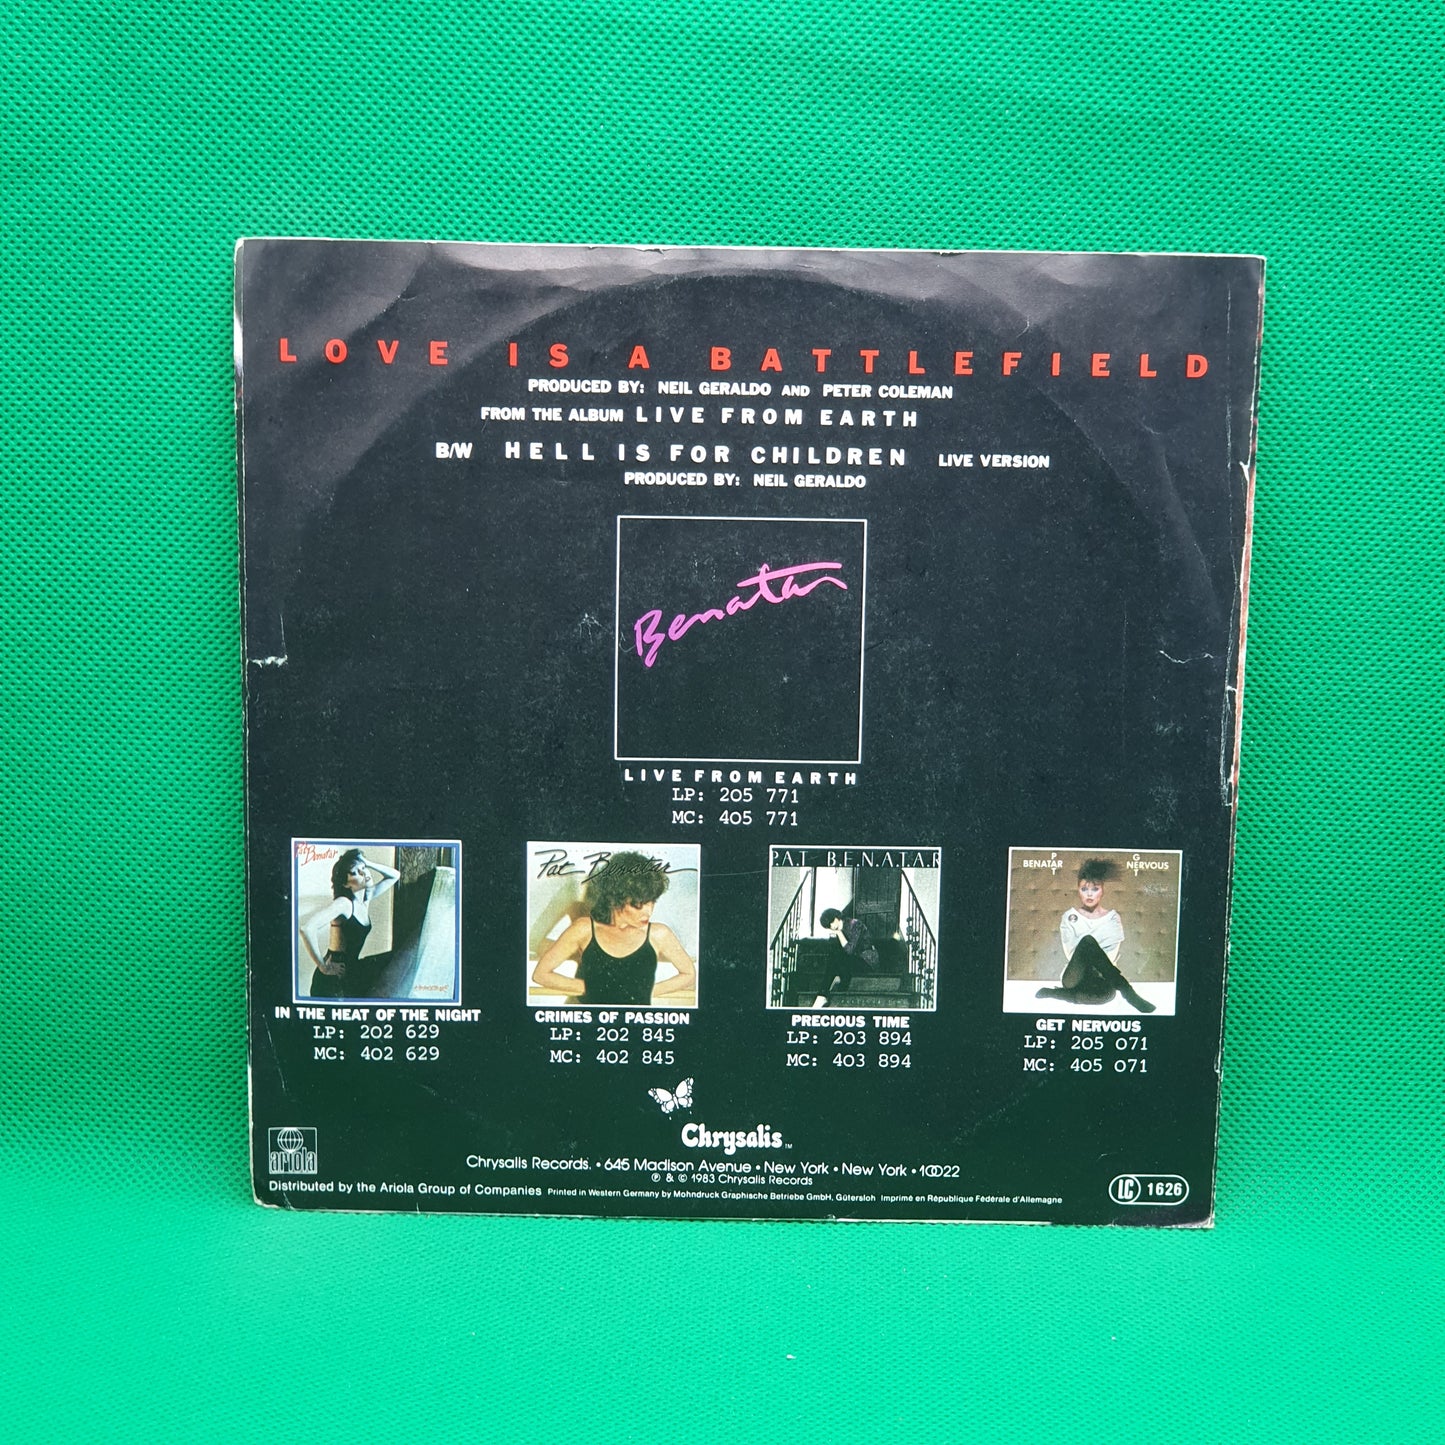 LOVE IS A BATTLEFIELD
PRODUCED BY: NEIL GERALDO AND PETER COLEMAN
FROM THE ALBUM LIVE FROM EARTH
B/W HELL IS FOR CHILDREN LIVE VERSION
PRODUCED BY: NEIL GERALDO
Benatar
LIVE FROM EARTH
LP: 205 771
MC: 405 771
Pat Benatar
IN THE HEAT OF THE NIGHT
LP: 202 629
MC: 402 629
Pat Benatar
CRIMES OF PASSION
LP: 202 845
MC: 402 845
P.A.T B.E.N.A.T.A.R
PRECIOUS TIME
LP: 203 894
MC: 403 894
P
BENATAR
T
G
NERVOUS
T
GET NERVOUS
LP: 205 071
MC: 405 071
Chrysalis TM
ariola
Chrysalis Records. • 645 Madison Avenue • New York • New York • 10022
℗ & © 1983 Chrysalis Records
Distributed by the Ariola Group of Companies Printed in Western Germany by Mohndruck Graphische Betriebe GmbH, Gütersloh Imprimé en République Fédérale d'Allemagne
LC 1626